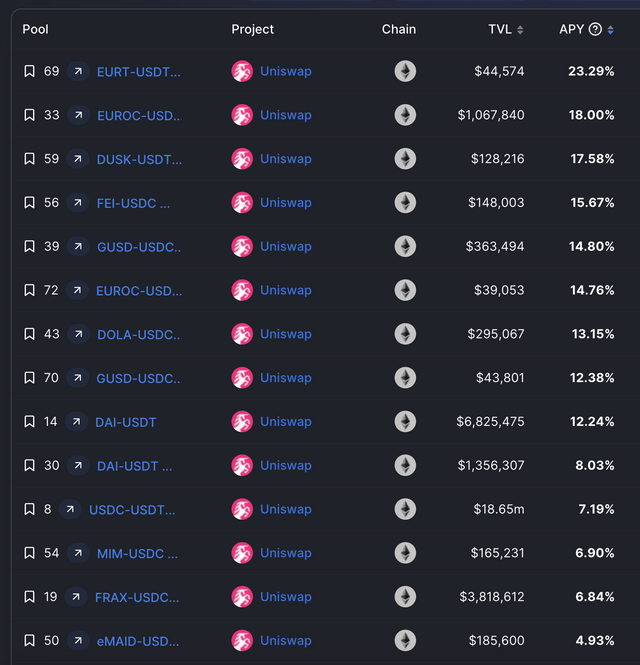 Pool Project Chain TVL APY ?
69 EURT-USDT... Uniswap $44,574 23.29%
33 EUROC-USD.. Uniswap $1,067,840 18.00%
59 DUSK-USDT... Uniswap $128,216 17.58%
56 FEI-USDC ... Uniswap $148,003 15.67%
39 GUSD-USDC.. Uniswap $363,494 14.80%
72 EUROC-USD... Uniswap $39,053 14.76%
43 DOLA-USDC.. Uniswap $295,067 13.15%
70 GUSD-USDC.. Uniswap $43,801 12.38%
14 DAI-USDT Uniswap $6,825,475 12.24%
30 DAI-USDT ... Uniswap $1,356,307 8.03%
8 USDC-USDT... Uniswap $18.65m 7.19%
54 MIM-USDC ... Uniswap $165,231 6.90%
19 FRAX-USDC... Uniswap $3,818,612 6.84%
50 eMAID-USD... Uniswap $185,600 4.93%